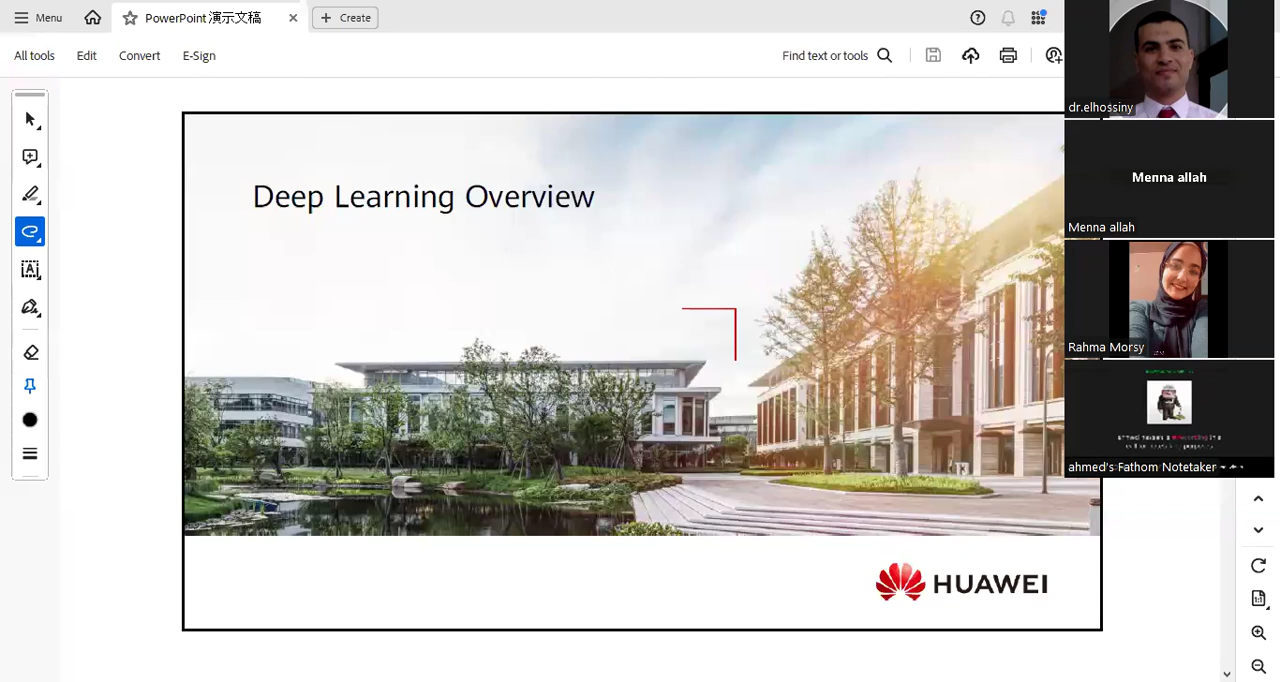 Menu
PowerPoint 演示文稿
Create
All tools
Edit
Convert
E-Sign
Find text or tools
Deep Learning Overview
HUAWEI
dr.elhossiny
Menna allah
Menna allah
Rahma Morsy
ahmed's Fathom Notetaker